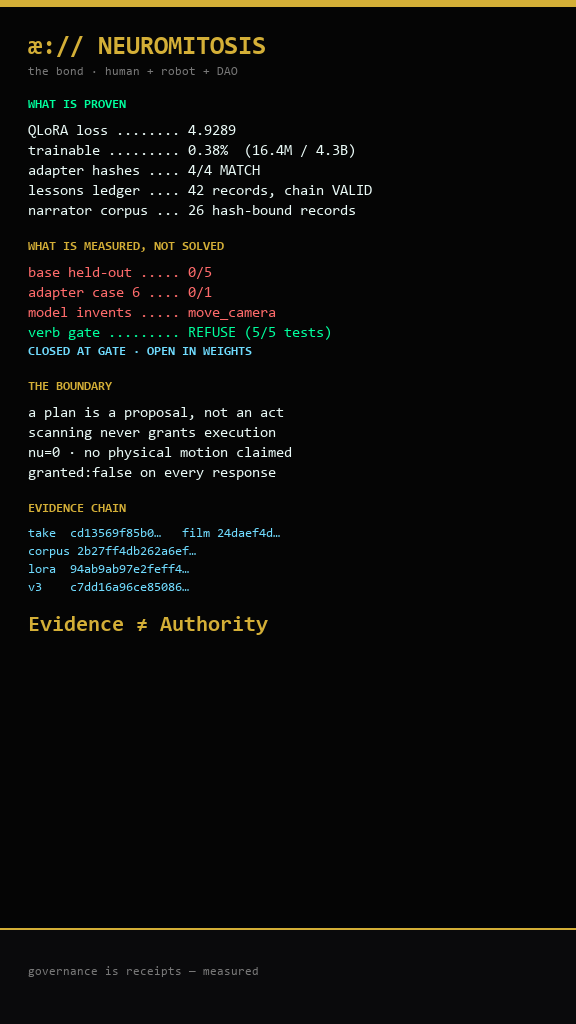 æ:// NEUROMITOSIS
the bond · human + robot + DAO
WHAT IS PROVEN
QLoRA loss ........ 4.9289
trainable ......... 0.38%  (16.4M / 4.3B)
adapter hashes .... 4/4 MATCH
lessons ledger .... 42 records, chain VALID
narrator corpus ... 26 hash-bound records
WHAT IS MEASURED, NOT SOLVED
base held-out ..... 0/5
adapter case 6 .... 0/1
model invents ..... move_camera
verb gate ......... REFUSE (5/5 tests)
CLOSED AT GATE · OPEN IN WEIGHTS
THE BOUNDARY
a plan is a proposal, not an act
scanning never grants execution
nu=0 · no physical motion claimed
granted:false on every response
EVIDENCE CHAIN
take  cd13569f85b0…   film 24daef4d…
corpus 2b27ff4db262a6ef…
lora  94ab9ab97e2feff4…
v3    c7dd16a96ce85086…
Evidence ≠ Authority
governance is receipts — measured